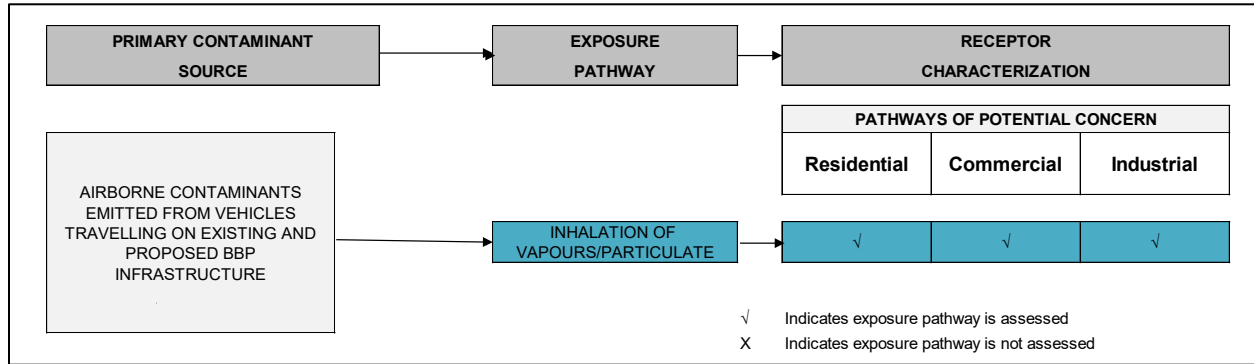 PRIMARY CONTAMINANT
SOURCE
EXPOSURE
PATHWAY
RECEPTOR
CHARACTERIZATION
PATHWAYS OF POTENTIAL CONCERN
Residential
Commercial
Industrial
AIRBORNE CONTAMINANTS
EMITTED FROM VEHICLES
TRAVELLING ON EXISTING AND
PROPOSED BBP
INFRASTRUCTURE
INHALATION OF
VAPOURS/PARTICULATE
√ √ √
√ Indicates exposure pathway is assessed
X Indicates exposure pathway is not assessed